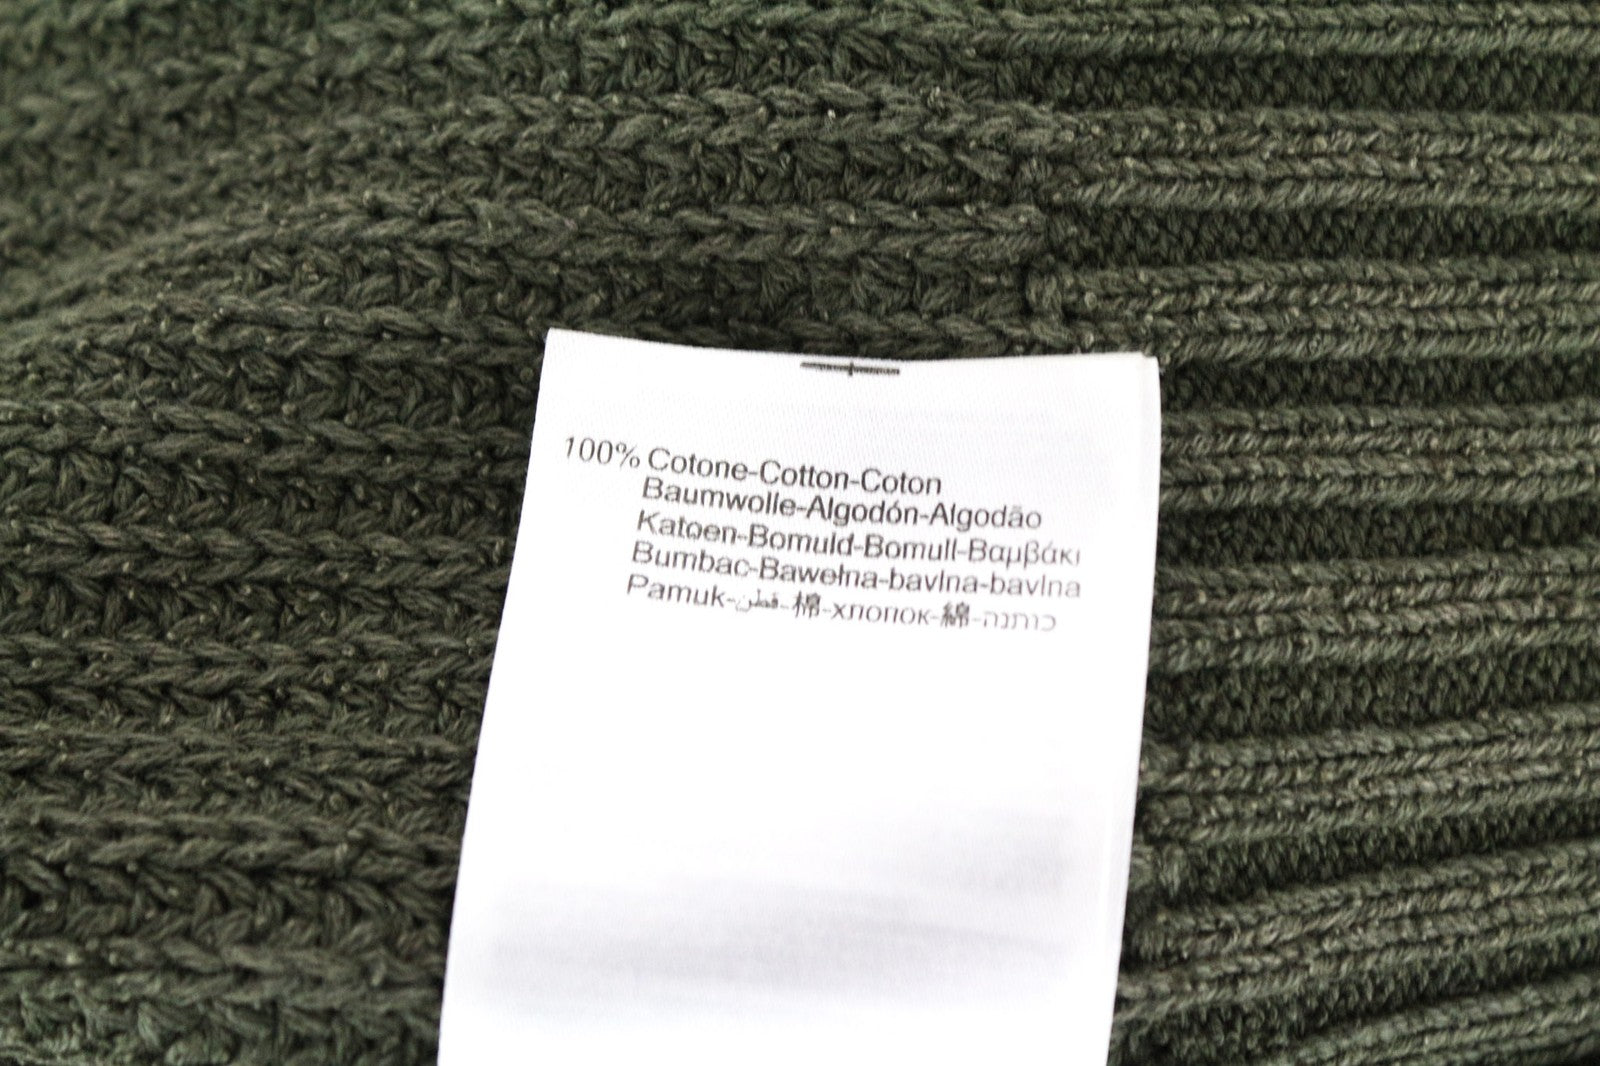 100% Cotone-Cotton-Coton
Baumwolle-Algodón-Algodão
Katoen-Bomuld-Bomull-Βαμβάκι
Bumbac-Bawełna-bavlna-bavlna
Pamuk-قطن-棉-хлопок-綿-כותנה